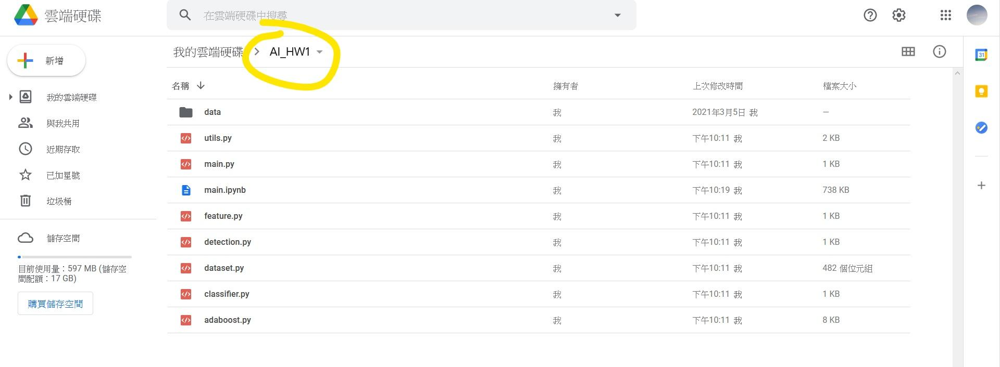 雲端硬碟
在雲端硬碟中搜尋
新增
我的雲端硬碟
與我共用
近期存取
已加星號
垃圾桶
儲存空間
目前使用量：597 MB (儲存空
間配額：17 GB)
購買儲存空間
我的雲端硬碟 > AI_HW1
名稱 擁有者 上次修改時間 檔案大小
data 我 2021年3月5日 我 —
utils.py 我 下午10:11 我 2 KB
main.py 我 下午10:11 我 1 KB
main.ipynb 我 下午10:19 我 738 KB
feature.py 我 下午10:11 我 1 KB
detection.py 我 下午10:11 我 1 KB
dataset.py 我 下午10:11 我 482 個位元組
classifier.py 我 下午10:11 我 1 KB
adaboost.py 我 下午10:11 我 8 KB
31